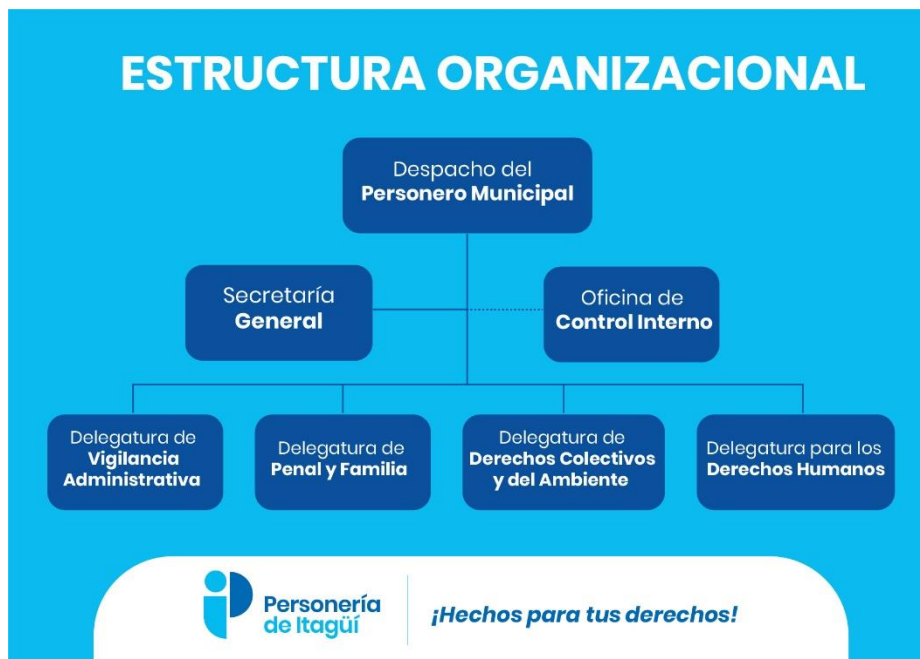 ESTRUCTURA ORGANIZACIONAL
Despacho del
Personero Municipal
Secretaría
General
Oficina de
Control Interno
Delegatura de
Vigilancia
Administrativa
Delegatura de
Penal y Familia
Delegatura de
Derechos Colectivos
y del Ambiente
Delegatura para los
Derechos Humanos
Personería
de Itagüí
¡Hechos para tus derechos!